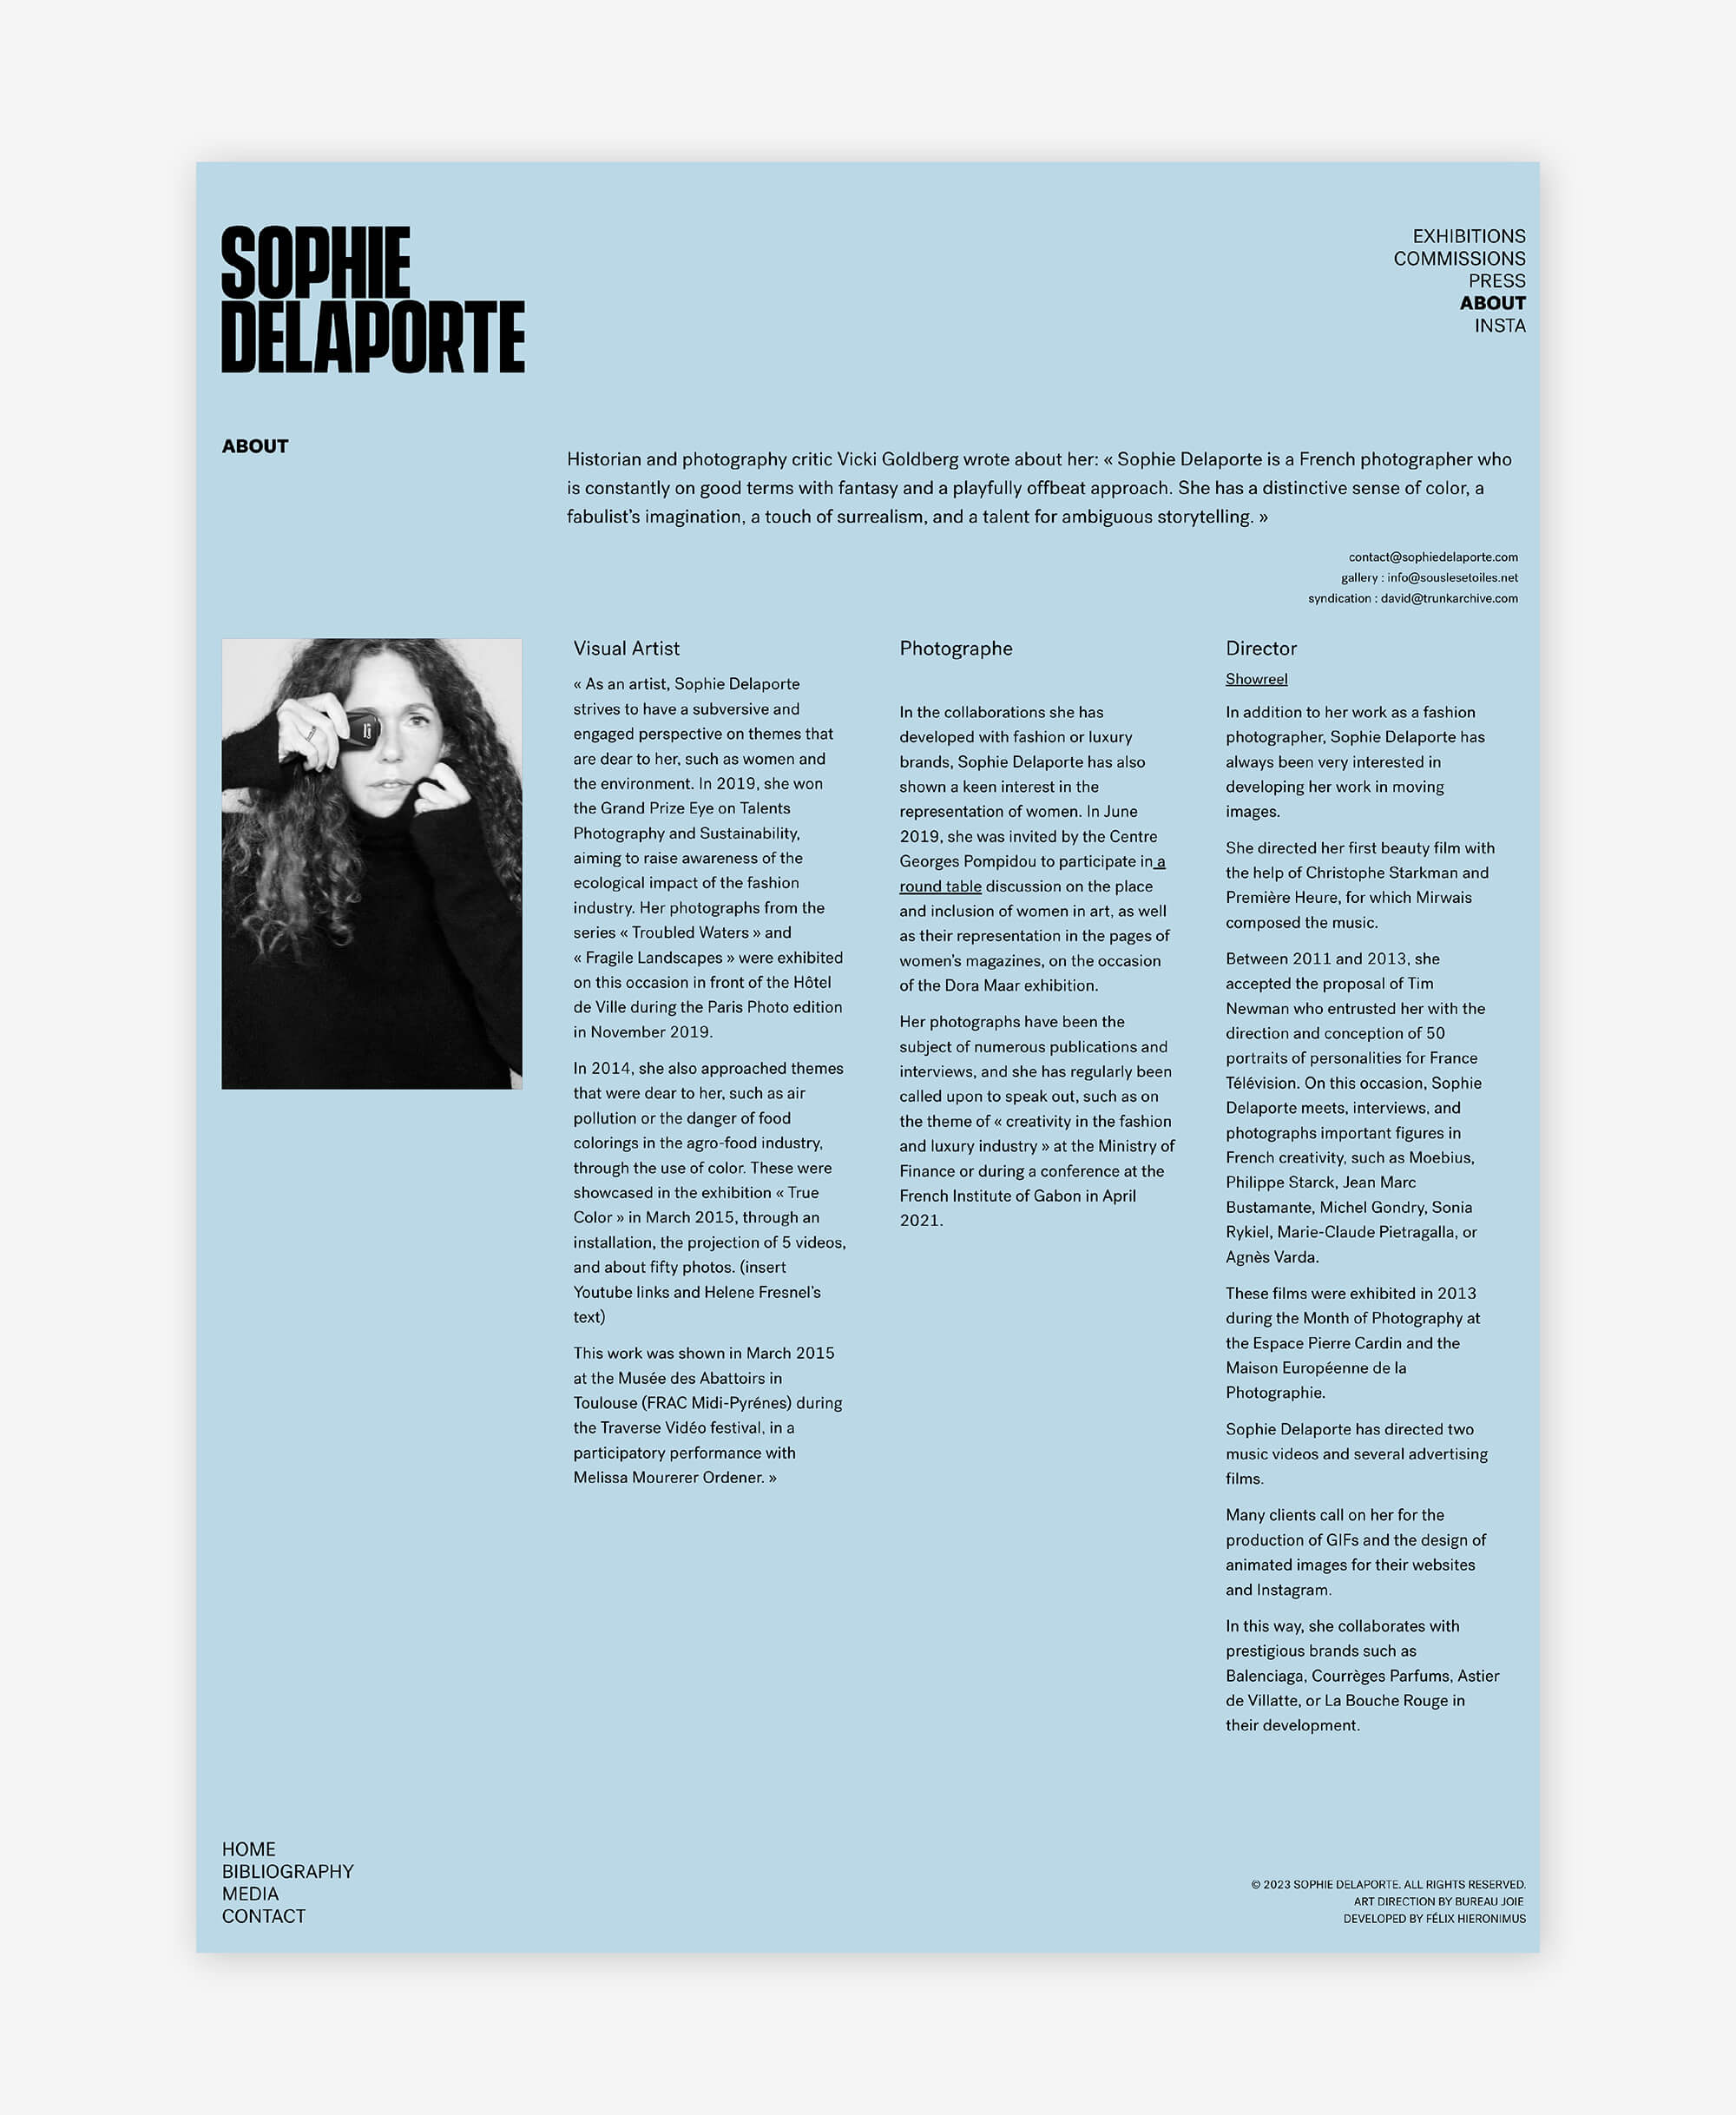 SOPHIE
DELAPORTE
EXHIBITIONS
COMMISSIONS
PRESS
ABOUT
INSTA
ABOUT
Historian and photography critic Vicki Goldberg wrote about her: « Sophie Delaporte is a French photographer who
is constantly on good terms with fantasy and a playfully offbeat approach. She has a distinctive sense of color, a
fabulist’s imagination, a touch of surrealism, and a talent for ambiguous storytelling. »
contact@sophiedelaporte.com
gallery : info@souslesetoiles.net
syndication : david@trunkarchive.com
Visual Artist
« As an artist, Sophie Delaporte
strives to have a subversive and
engaged perspective on themes that
are dear to her, such as women and
the environment. In 2019, she won
the Grand Prize Eye on Talents
Photography and Sustainability,
aiming to raise awareness of the
ecological impact of the fashion
industry. Her photographs from the
series « Troubled Waters » and
« Fragile Landscapes » were exhibited
on this occasion in front of the Hôtel
de Ville during the Paris Photo edition
in November 2019.
In 2014, she also approached themes
that were dear to her, such as air
pollution or the danger of food
colorings in the agro-food industry,
through the use of color. These were
showcased in the exhibition « True
Color » in March 2015, through an
installation, the projection of 5 videos,
and about fifty photos. (insert
Youtube links and Helene Fresnel’s
text)
This work was shown in March 2015
at the Musée des Abattoirs in
Toulouse (FRAC Midi-Pyrénes) during
the Traverse Vidéo festival, in a
participatory performance with
Melissa Mourerer Ordener. »
Photographe
In the collaborations she has
developed with fashion or luxury
brands, Sophie Delaporte has also
shown a keen interest in the
representation of women. In June
2019, she was invited by the Centre
Georges Pompidou to participate in a
round table discussion on the place
and inclusion of women in art, as well
as their representation in the pages of
women’s magazines, on the occasion
of the Dora Maar exhibition.
Her photographs have been the
subject of numerous publications and
interviews, and she has regularly been
called upon to speak out, such as on
the theme of « creativity in the fashion
and luxury industry » at the Ministry of
Finance or during a conference at the
French Institute of Gabon in April
2021.
Director
Showreel
In addition to her work as a fashion
photographer, Sophie Delaporte has
always been very interested in
developing her work in moving
images.
She directed her first beauty film with
the help of Christophe Starkman and
Première Heure, for which Mirwais
composed the music.
Between 2011 and 2013, she
accepted the proposal of Tim
Newman who entrusted her with the
direction and conception of 50
portraits of personalities for France
Télévision. On this occasion, Sophie
Delaporte meets, interviews, and
photographs important figures in
French creativity, such as Moebius,
Philippe Starck, Jean Marc
Bustamante, Michel Gondry, Sonia
Rykiel, Marie-Claude Pietragalla, or
Agnès Varda.
These films were exhibited in 2013
during the Month of Photography at
the Espace Pierre Cardin and the
Maison Européenne de la
Photographie.
Sophie Delaporte has directed two
music videos and several advertising
films.
Many clients call on her for the
production of GIFs and the design of
animated images for their websites
and Instagram.
In this way, she collaborates with
prestigious brands such as
Balenciaga, Courrèges Parfums, Astier
de Villatte, or La Bouche Rouge in
their development.
HOME
BIBLIOGRAPHY
MEDIA
CONTACT
© 2023 SOPHIE DELAPORTE. ALL RIGHTS RESERVED.
ART DIRECTION BY BUREAU JOIE
DEVELOPED BY FÉLIX HIERONIMUS